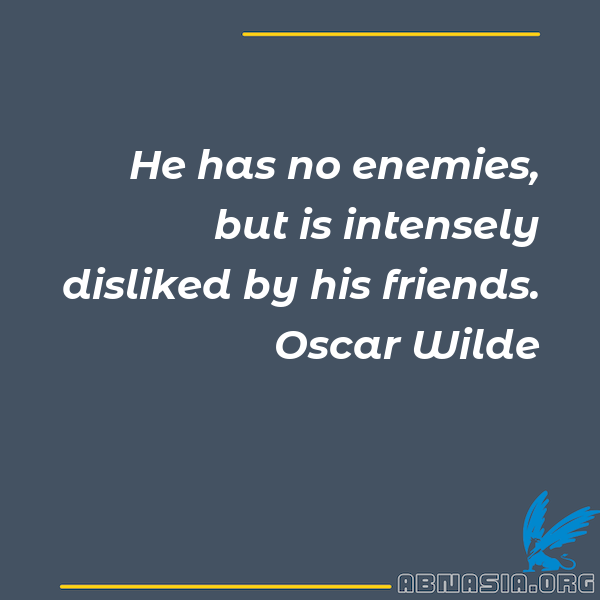 He has no enemies,
but is intensely
disliked by his friends.
Oscar Wilde
ABNASIA.ORG